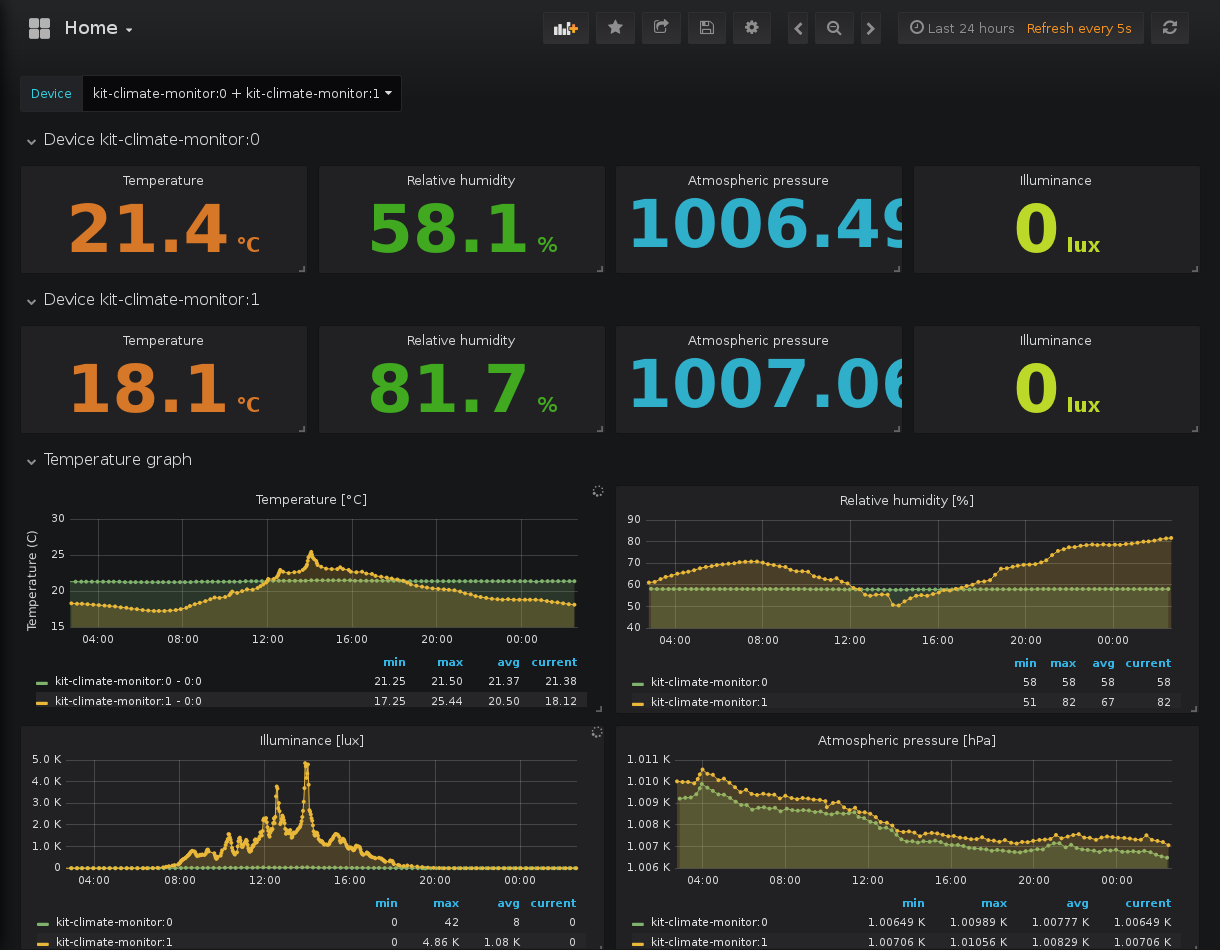 Home
Last 24 hours Refresh every 5s
Device kit-climate-monitor:0 + kit-climate-monitor:1
Device kit-climate-monitor:0
Temperature Relative humidity Atmospheric pressure Illuminance
21.4 °C 58.1 % 1006.49 0 lux
Device kit-climate-monitor:1
Temperature Relative humidity Atmospheric pressure Illuminance
18.1 °C 81.7 % 1007.06 0 lux
Temperature graph
Temperature [°C]
Temperature (C)
30
25
20
15
04:00 08:00 12:00 16:00 20:00 00:00
min max avg current
kit-climate-monitor:0 - 0:0 21.25 21.50 21.37 21.38
kit-climate-monitor:1 - 0:0 17.25 25.44 20.50 18.12
Relative humidity [%]
90
80
70
60
50
40
04:00 08:00 12:00 16:00 20:00 00:00
min max avg current
kit-climate-monitor:0 58 58 58 58
kit-climate-monitor:1 51 82 67 82
Illuminance [lux]
5.0 K
4.0 K
3.0 K
2.0 K
1.0 K
0
04:00 08:00 12:00 16:00 20:00 00:00
min max avg current
kit-climate-monitor:0 0 42 8 0
kit-climate-monitor:1 0 4.86 K 1.08 K 0
Atmospheric pressure [hPa]
1.011 K
1.010 K
1.009 K
1.008 K
1.007 K
1.006 K
04:00 08:00 12:00 16:00 20:00 00:00
min max avg current
kit-climate-monitor:0 1.00649 K 1.00989 K 1.00777 K 1.00649 K
kit-climate-monitor:1 1.00706 K 1.01056 K 1.00829 K 1.00706 K